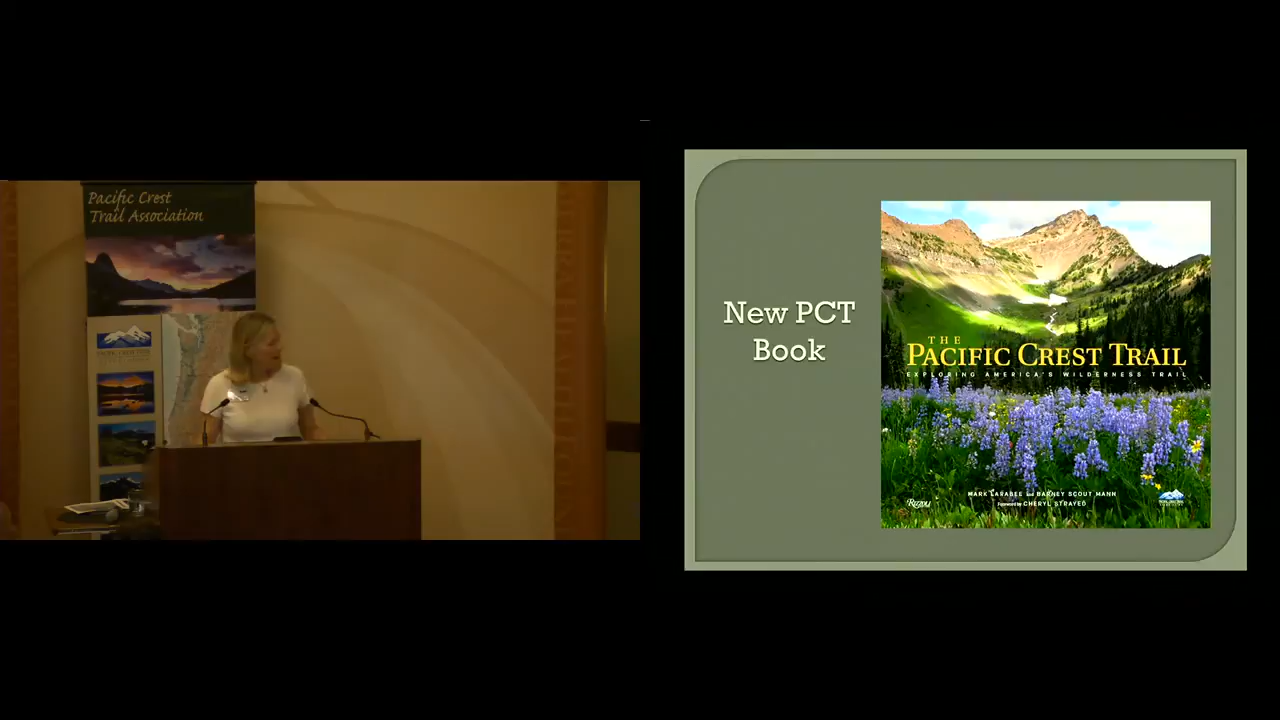 Pacific Crest
Trail Association
New PCT
Book
THE
PACIFIC CREST TRAIL
EXPLORING AMERICA'S WILDERNESS TRAIL
MARK LARABEE and BARNEY SCOUT MANN
Foreword by CHERYL STRAYED
Rizzoli